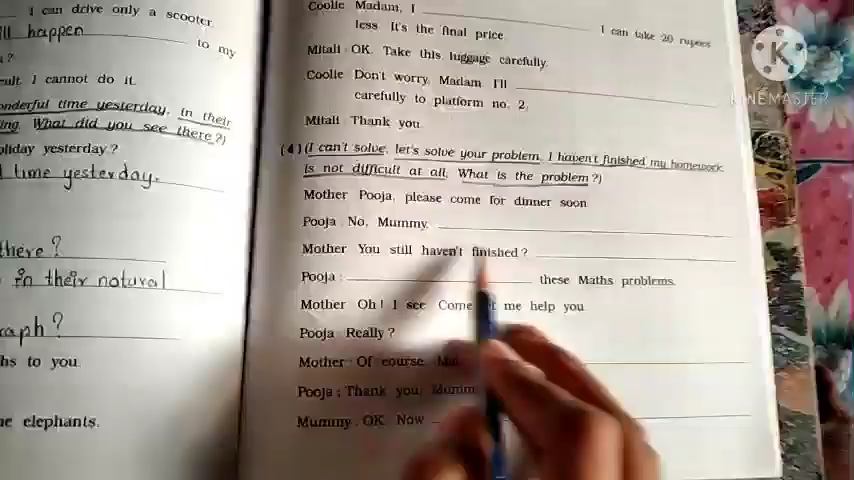 I can drive only a scooter.
ll happen to my
?
cult. I cannot do it.
onderful time yesterday, in their
ing, What did you see there?)
oliday yesterday?
l time yesterday.
there?
in their natural
aph?
hs to you.
he elephants.
Coolie Madam, I I can take 20 rupees
less It's the final price.
Mitali OK. Take this luggage carefully.
Coolie Don't worry, Madam I'll
carefully to platform no. 2.
Mitali Thank you.
(4) (I can't solve, let's solve your problem, I haven't finished my homework
is not difficult at all, What is the problem?)
Mother Pooja, please come for dinner soon
Pooja No, Mummy,
Mother You still haven't finished?
Pooja: these Maths problems.
Mother Oh! I see Come me help you
Pooja Really?
Mother: Of course.
Pooja; Thank you,
Mummy. OK. Now
KINEMASTER